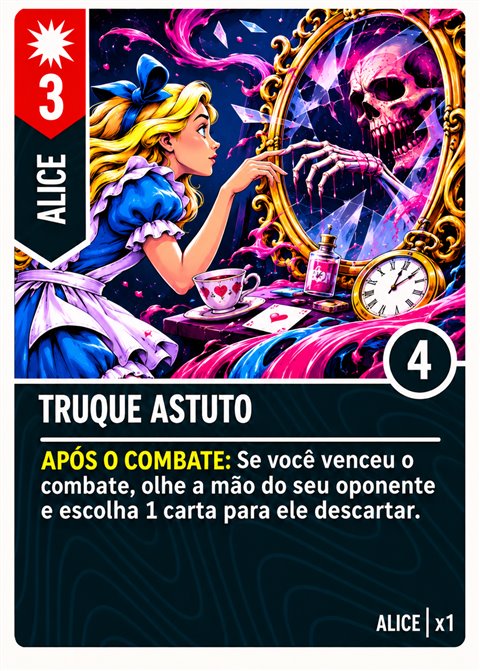 3
ALICE
4
TRUQUE ASTUTO
APÓS O COMBATE: Se você venceu o
combate, olhe a mão do seu oponente
e escolha 1 carta para ele descartar.
ALICE | x1